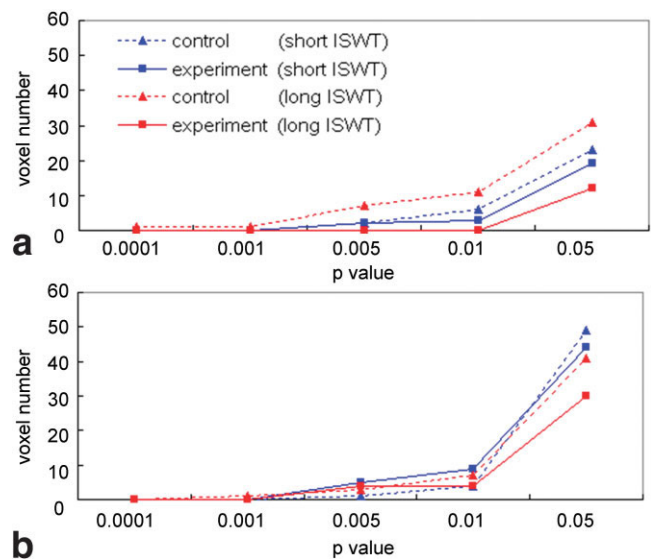 60
50
40
30
20
10
0
voxel number
control (short ISWT)
experiment (short ISWT)
control (long ISWT)
experiment (long ISWT)
0.0001 0.001 0.005 0.01 0.05
p value
a
60
50
40
30
20
10
0
voxel number
0.0001 0.001 0.005 0.01 0.05
p value
b